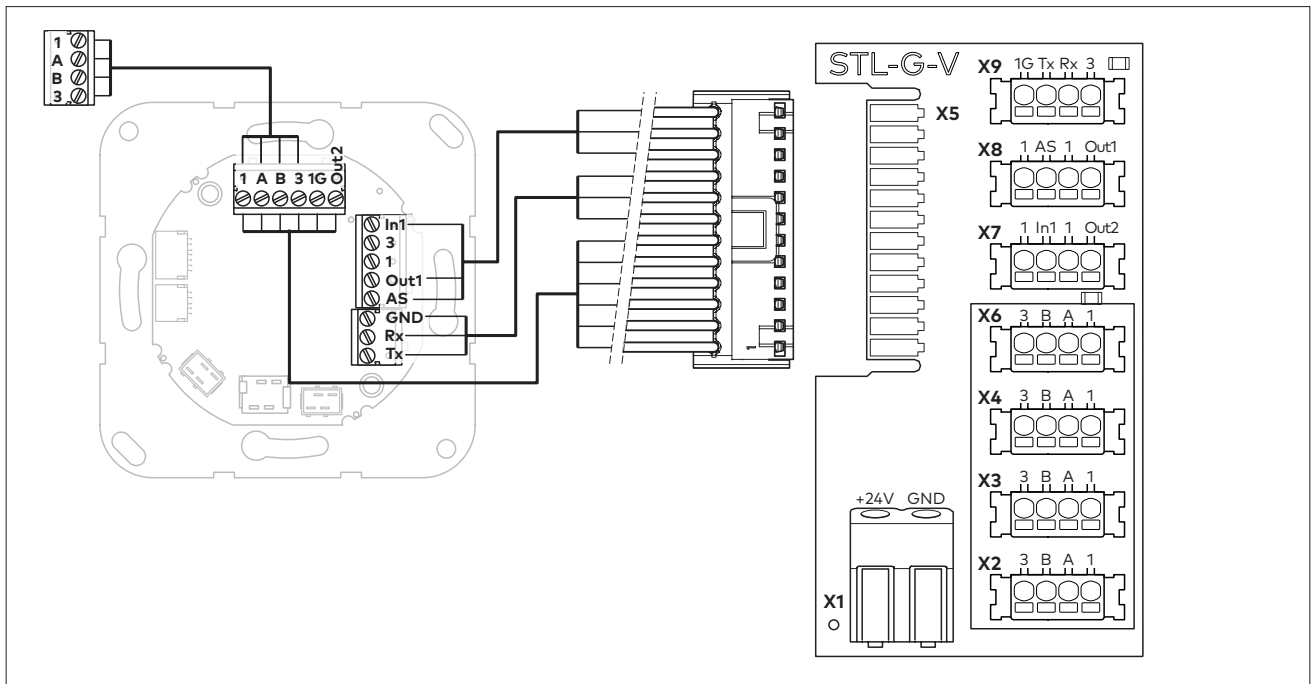 1
A
B
3
1 A B 3 1G Out2
In1
3
1
Out1
AS
GND
Rx
Tx
1
STL-G-V
X5
X9 1G Tx Rx 3
X8 1 AS 1 Out1
X7 1 In1 1 Out2
X6 3 B A 1
X4 3 B A 1
X3 3 B A 1
X2 3 B A 1
+24V GND
X1